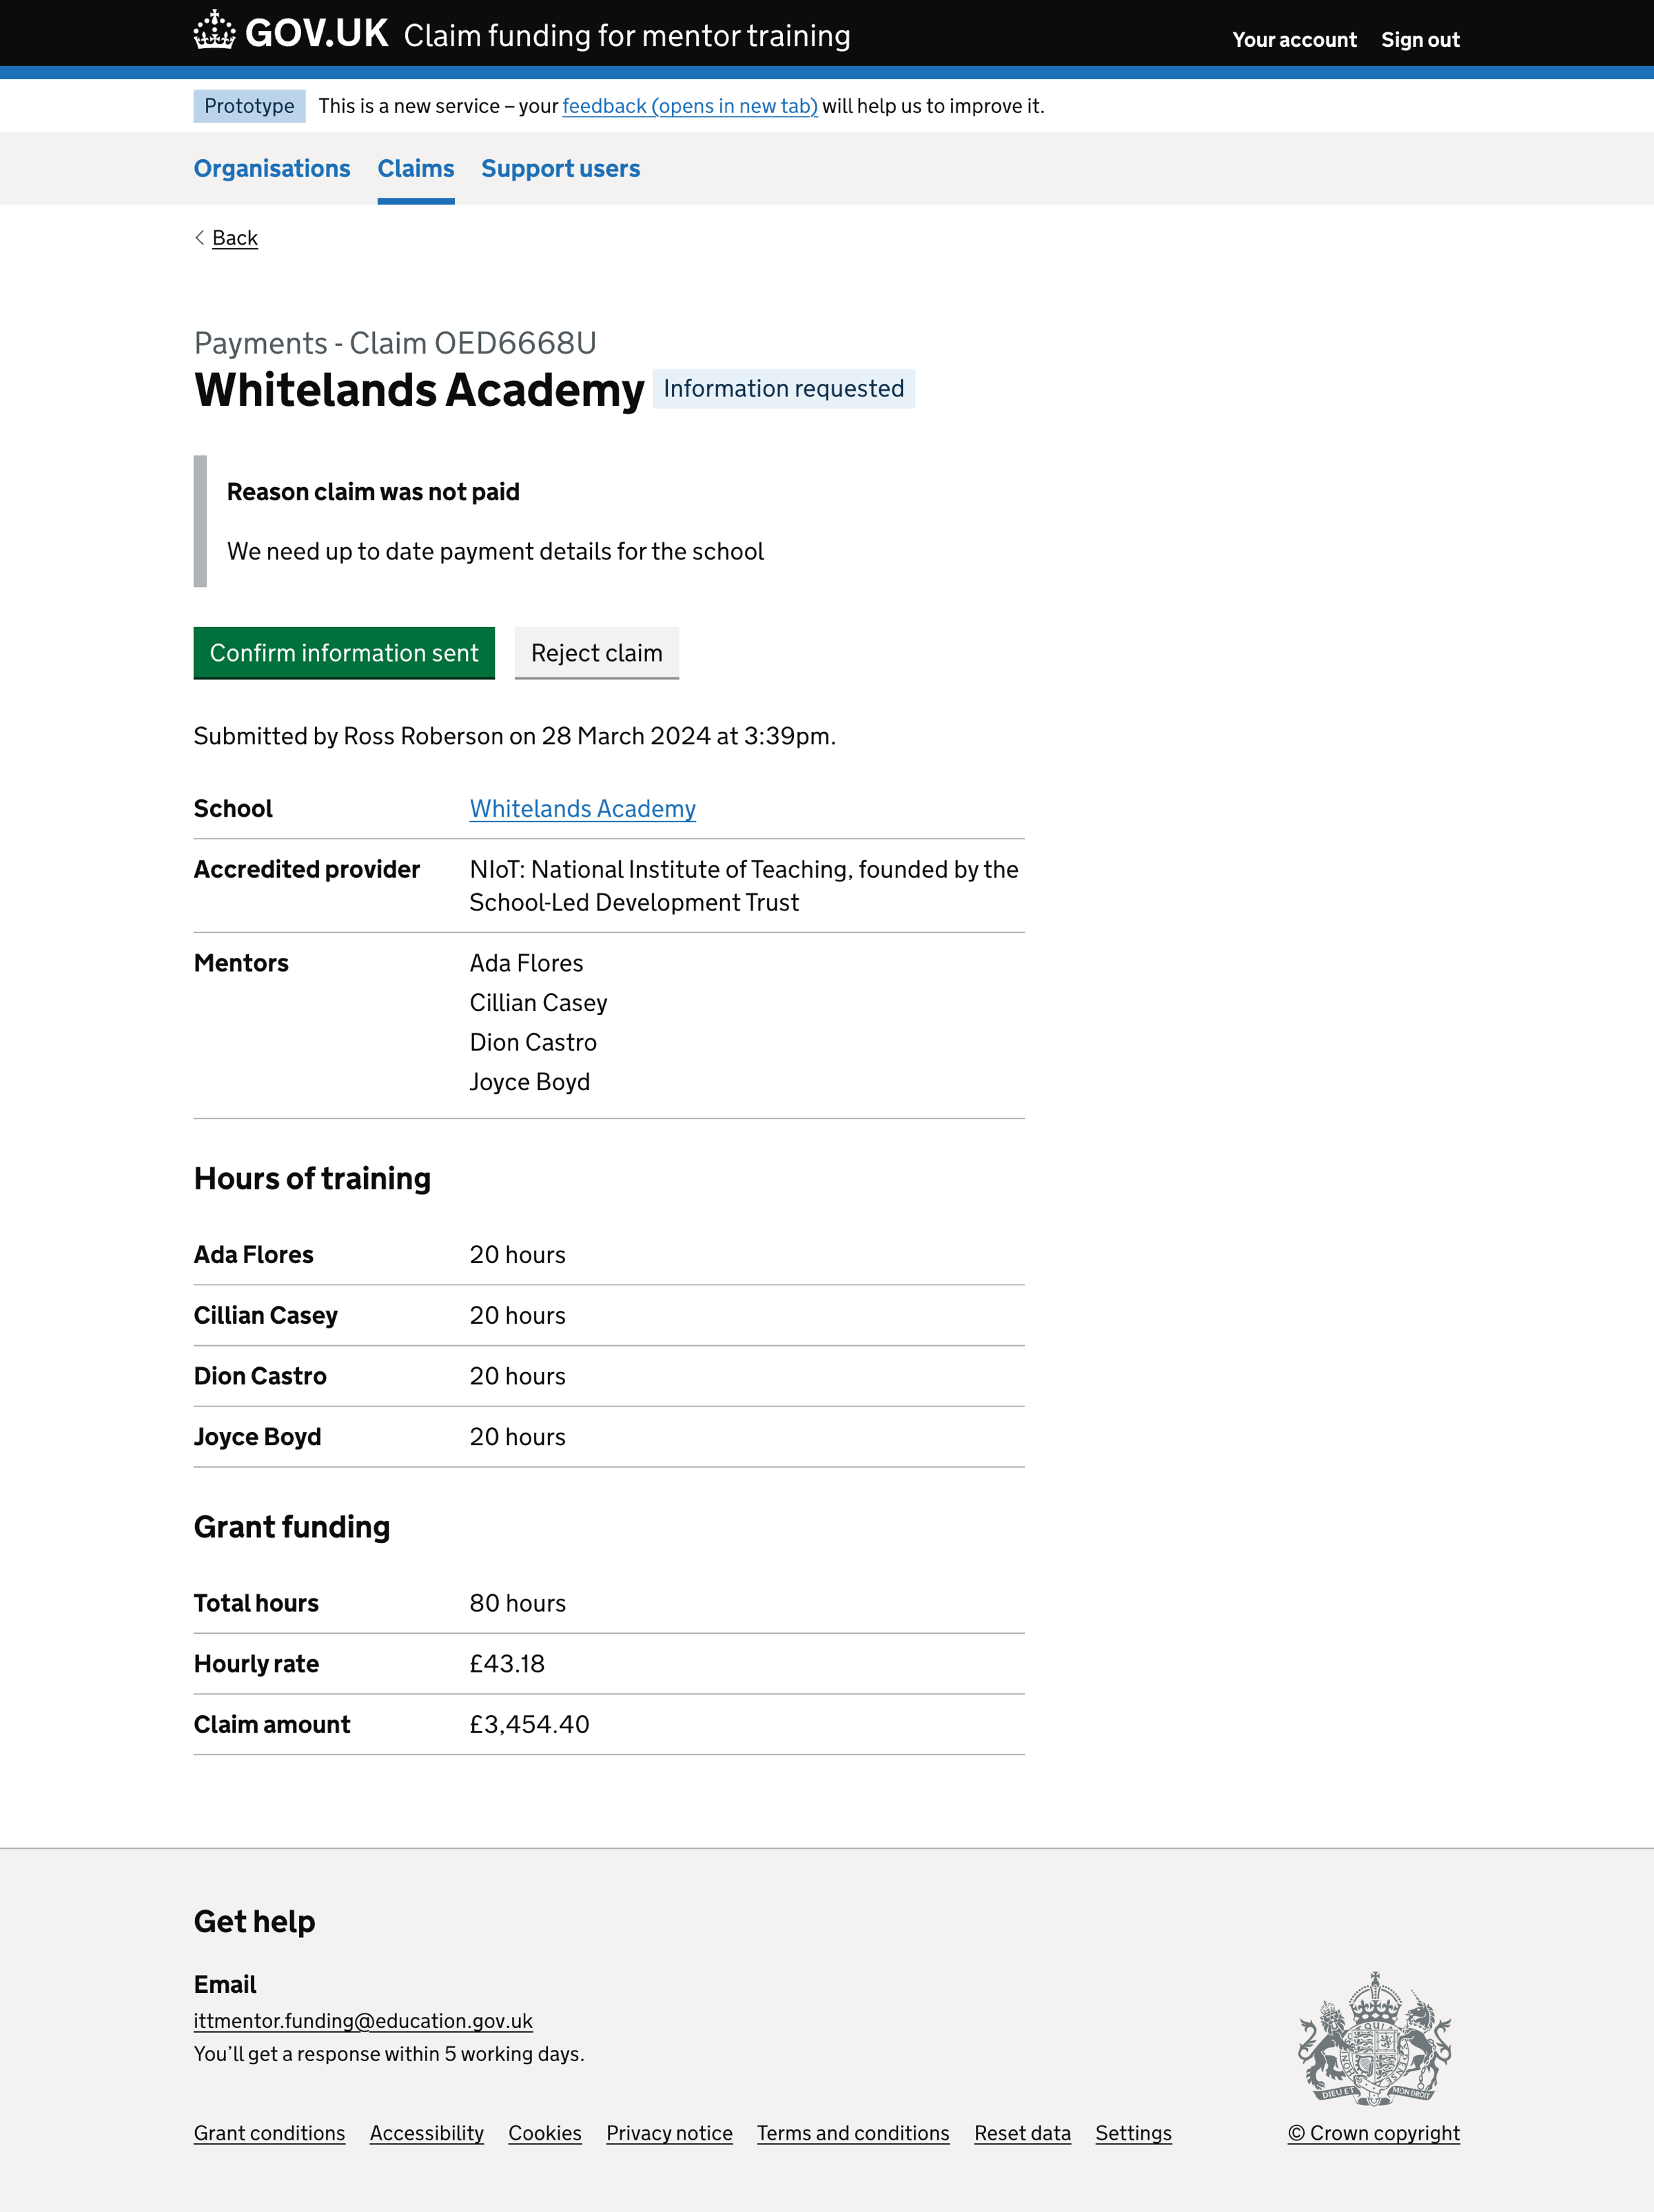 GOV.UK Claim funding for mentor training Your account Sign out
Prototype This is a new service – your feedback (opens in new tab) will help us to improve it.
Organisations Claims Support users
Back
Payments - Claim OED6668U
Whitelands Academy Information requested
Reason claim was not paid
We need up to date payment details for the school
Confirm information sent Reject claim
Submitted by Ross Roberson on 28 March 2024 at 3:39pm.
School Whitelands Academy
Accredited provider NIoT: National Institute of Teaching, founded by the
School-Led Development Trust
Mentors Ada Flores
Cillian Casey
Dion Castro
Joyce Boyd
Hours of training
Ada Flores 20 hours
Cillian Casey 20 hours
Dion Castro 20 hours
Joyce Boyd 20 hours
Grant funding
Total hours 80 hours
Hourly rate £43.18
Claim amount £3,454.40
Get help
Email
ittmentor.funding@education.gov.uk
You’ll get a response within 5 working days.
DIEU ET MON DROIT
Grant conditions Accessibility Cookies Privacy notice Terms and conditions Reset data Settings © Crown copyright